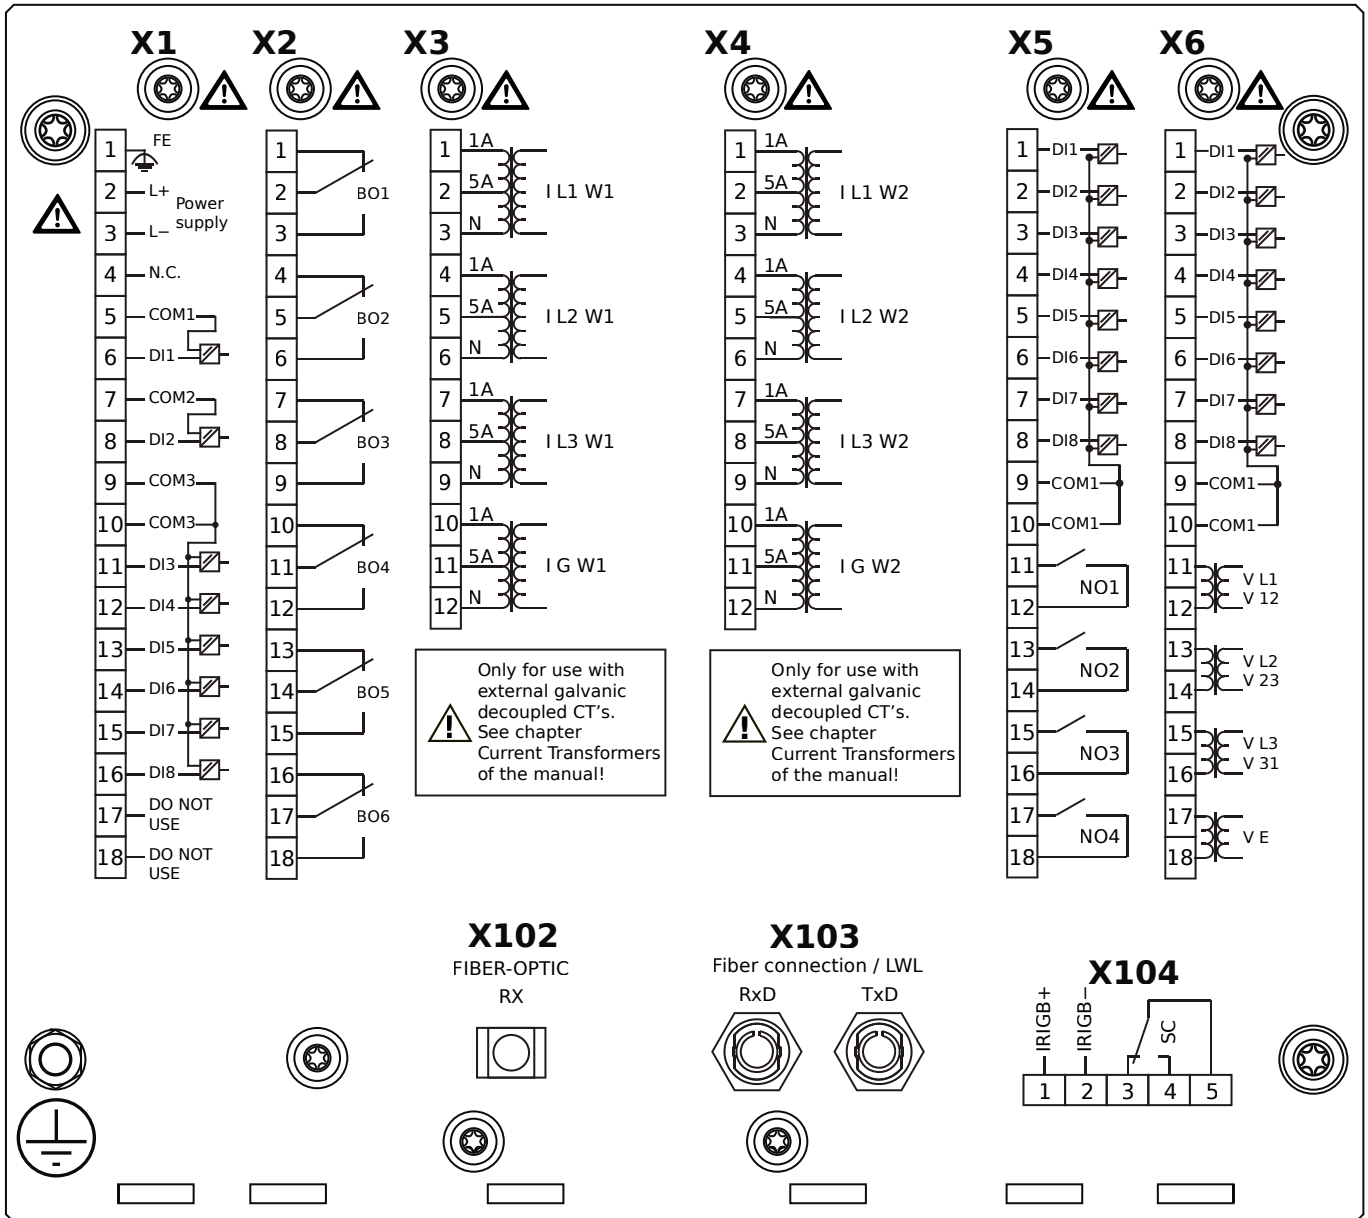 X1
X2
X3
X4
X5
X6
1
FE
2
L+
Power
supply
3
L−
4
N.C.
5
COM1
6
DI1
7
COM2
8
DI2
9
COM3
10
COM3
11
DI3
12
DI4
13
DI5
14
DI6
15
DI7
16
DI8
17
DO NOT
USE
18
DO NOT
USE
1
2
BO1
3
4
5
BO2
6
7
8
BO3
9
10
11
BO4
12
13
14
BO5
15
16
17
BO6
18
1
1A
2
5A
I L1 W1
3
N
4
1A
5
5A
I L2 W1
6
N
7
1A
8
5A
I L3 W1
9
N
10
1A
11
5A
I G W1
12
N
Only for use with
external galvanic
decoupled CT's.
See chapter
Current Transformers
of the manual!
1
1A
2
5A
I L1 W2
3
N
4
1A
5
5A
I L2 W2
6
N
7
1A
8
5A
I L3 W2
9
N
10
1A
11
5A
I G W2
12
N
Only for use with
external galvanic
decoupled CT's.
See chapter
Current Transformers
of the manual!
1
DI1
2
DI2
3
DI3
4
DI4
5
DI5
6
DI6
7
DI7
8
DI8
9
COM1
10
COM1
11
NO1
12
13
NO2
14
15
NO3
16
17
NO4
18
1
DI1
2
DI2
3
DI3
4
DI4
5
DI5
6
DI6
7
DI7
8
DI8
9
COM1
10
COM1
11
V L1
V 12
12
13
V L2
V 23
14
15
V L3
V 31
16
17
V E
18
X102
FIBER-OPTIC
RX
X103
Fiber connection / LWL
RxD
TxD
X104
IRIGB+
IRIGB−
SC
1
2
3
4
5